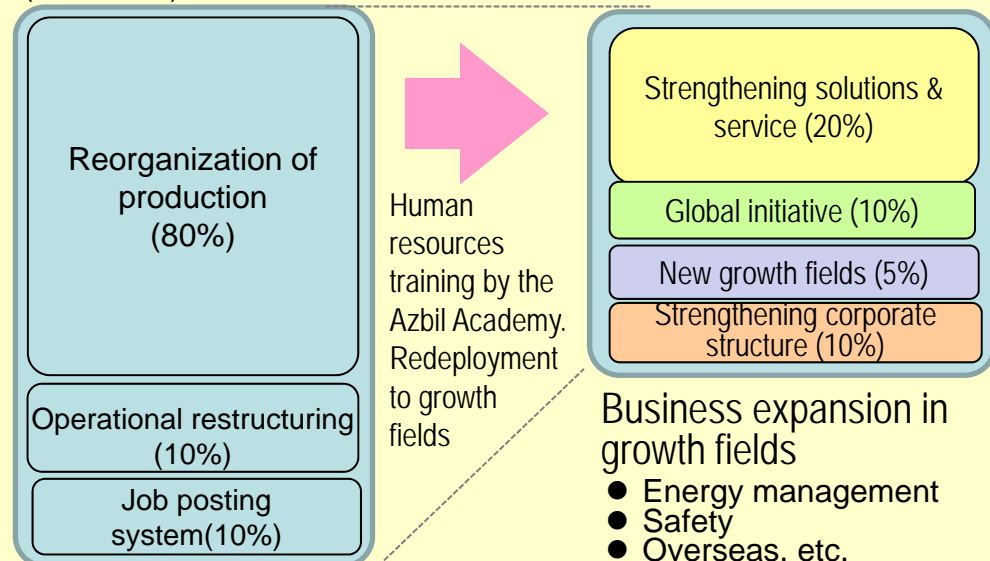 Reorganization of
production
(80%)
Operational restructuring
(10%)
Job posting
system(10%)
Human
resources
training by the
Azbil Academy.
Redeployment
to growth
fields
Strengthening solutions &
service (20%)
Global initiative (10%)
New growth fields (5%)
Strengthening corporate
structure (10%)
Business expansion in
growth fields
● Energy management
● Safety
● Overseas, etc.